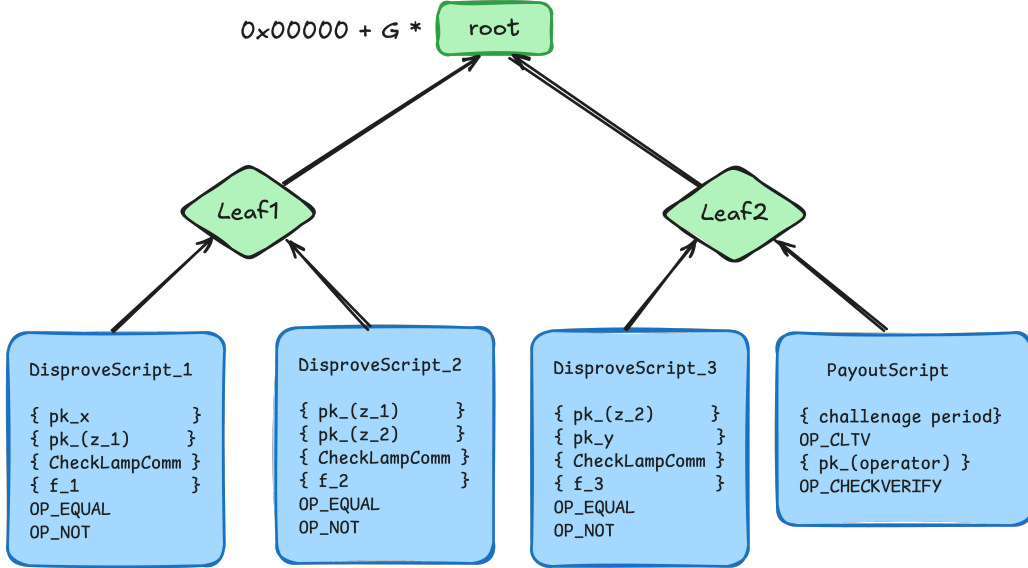 0x00000 + G *
root
Leaf1
Leaf2
DisproveScript_1
{ pk_x }
{ pk_(z_1) }
{ CheckLampComm }
{ f_1 }
OP_EQUAL
OP_NOT
DisproveScript_2
{ pk_(z_1) }
{ pk_(z_2) }
{ CheckLampComm }
{ f_2 }
OP_EQUAL
OP_NOT
DisproveScript_3
{ pk_(z_2) }
{ pk_y }
{ CheckLampComm }
{ f_3 }
OP_EQUAL
OP_NOT
PayoutScript
{ challenage period}
OP_CLTV
{ pk_(operator) }
OP_CHECKVERIFY